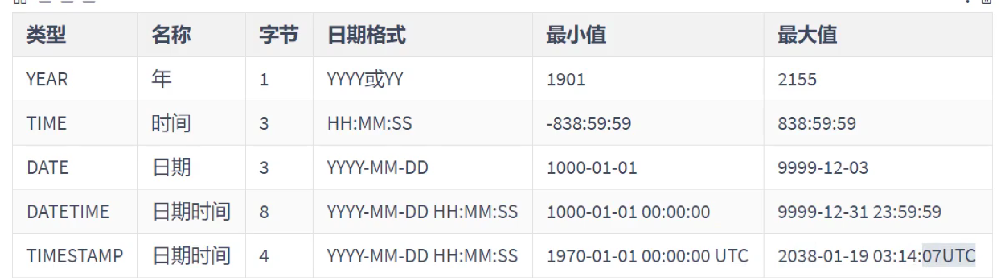 类型 名称 字节 日期格式 最小值 最大值
YEAR 年 1 YYYY或YY 1901 2155
TIME 时间 3 HH:MM:SS -838:59:59 838:59:59
DATE 日期 3 YYYY-MM-DD 1000-01-01 9999-12-03
DATETIME 日期时间 8 YYYY-MM-DD HH:MM:SS 1000-01-01 00:00:00 9999-12-31 23:59:59
TIMESTAMP 日期时间 4 YYYY-MM-DD HH:MM:SS 1970-01-01 00:00:00 UTC 2038-01-19 03:14:07UTC